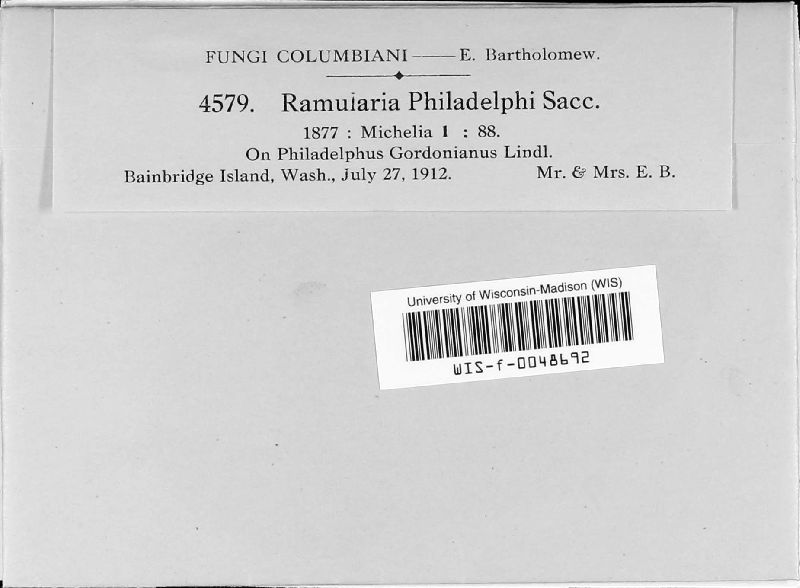 FUNGI COLUMBIANI —— E. Bartholomew.
4579. Ramularia Philadelphi Sacc.
1877 : Michelia 1 : 88.
On Philadelphus Gordonianus Lindl.
Bainbridge Island, Wash., July 27, 1912. Mr. & Mrs. E. B.
University of Wisconsin-Madison (WIS)
WIS-f-0048692